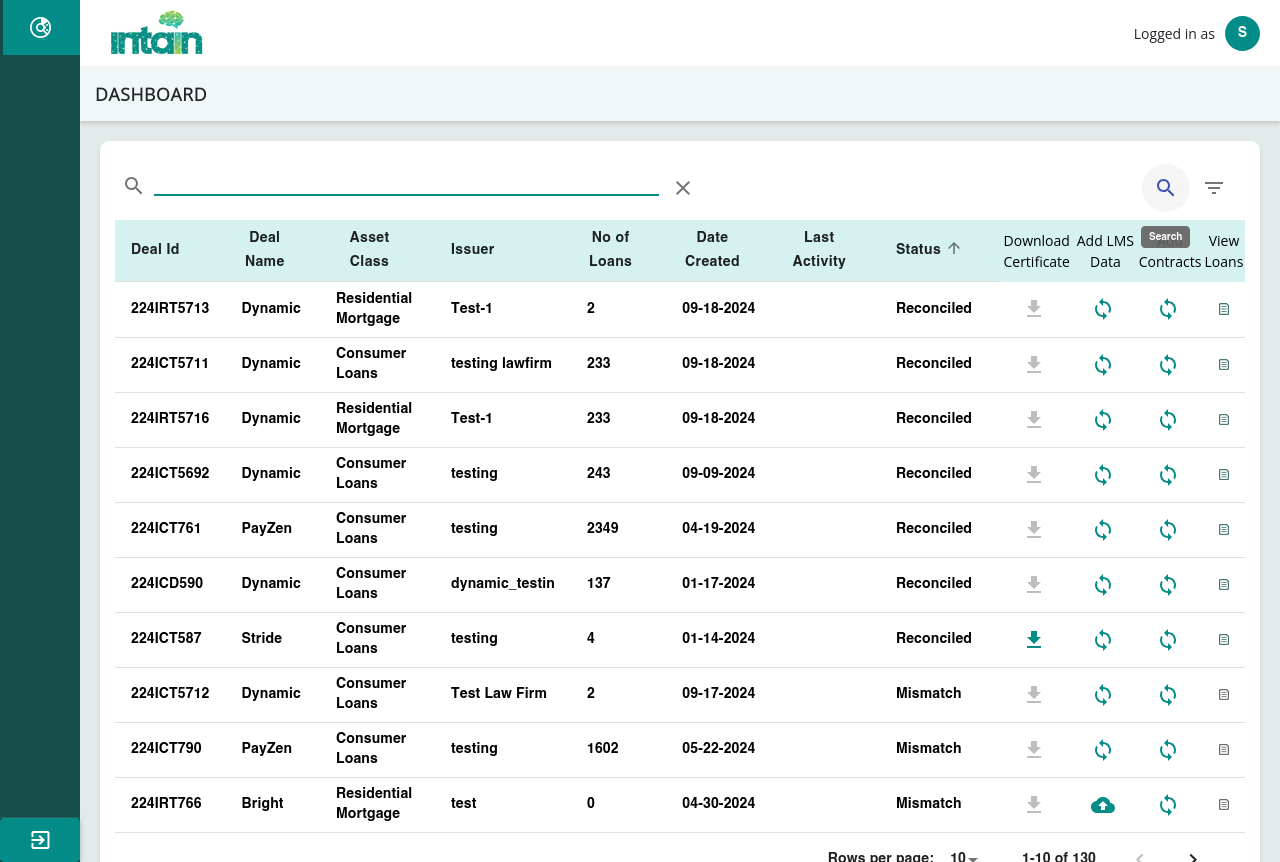 intain
Logged in as
S
DASHBOARD
Search
Deal Id
Deal
Name
Asset
Class
Issuer
No of
Loans
Date
Created
Last
Activity
Status
Download
Certificate
Add LMS
Data
Contracts
View
Loans
224IRT5713 Dynamic Residential Mortgage Test-1 2 09-18-2024 Reconciled
224ICT5711 Dynamic Consumer Loans testing lawfirm 233 09-18-2024 Reconciled
224IRT5716 Dynamic Residential Mortgage Test-1 233 09-18-2024 Reconciled
224ICT5692 Dynamic Consumer Loans testing 243 09-09-2024 Reconciled
224ICT761 PayZen Consumer Loans testing 2349 04-19-2024 Reconciled
224ICD590 Dynamic Consumer Loans dynamic_testin 137 01-17-2024 Reconciled
224ICT587 Stride Consumer Loans testing 4 01-14-2024 Reconciled
224ICT5712 Dynamic Consumer Loans Test Law Firm 2 09-17-2024 Mismatch
224ICT790 PayZen Consumer Loans testing 1602 05-22-2024 Mismatch
224IRT766 Bright Residential Mortgage test 0 04-30-2024 Mismatch
Rows per page: 10 1-10 of 130